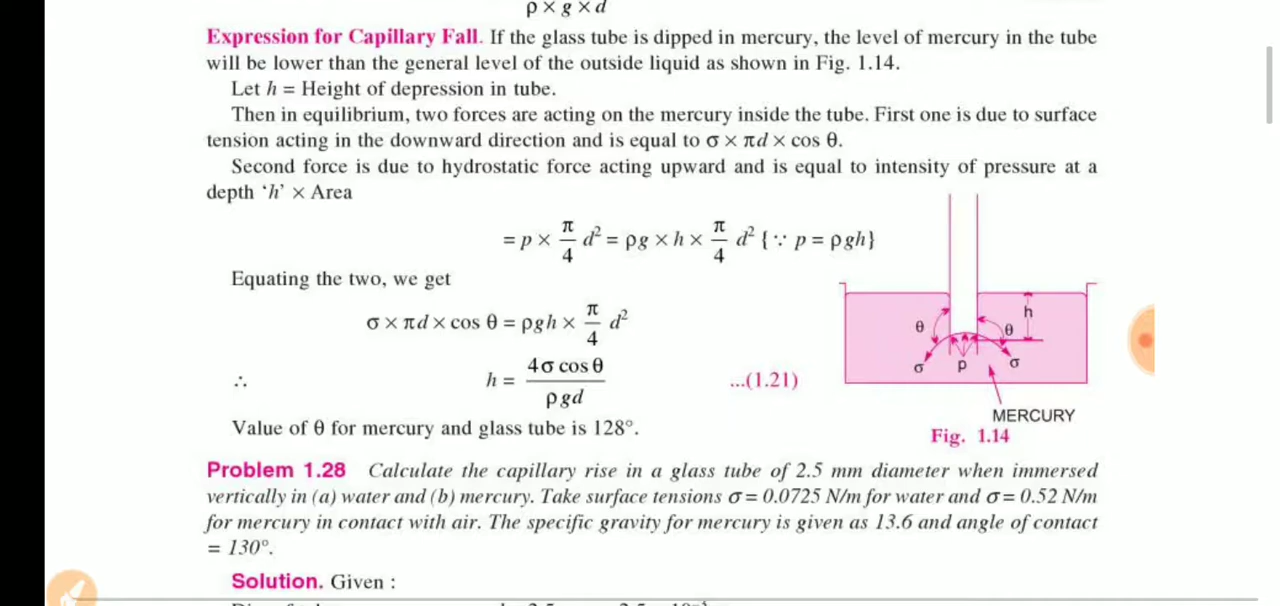 ρ × g × d
Expression for Capillary Fall. If the glass tube is dipped in mercury, the level of mercury in the tube
will be lower than the general level of the outside liquid as shown in Fig. 1.14.
Let h = Height of depression in tube.
Then in equilibrium, two forces are acting on the mercury inside the tube. First one is due to surface
tension acting in the downward direction and is equal to σ × πd × cos θ.
Second force is due to hydrostatic force acting upward and is equal to intensity of pressure at a
depth ‘h’ × Area
= p × π/4 d² = ρg × h × π/4 d² {∵ p = ρgh}
Equating the two, we get
σ × πd × cos θ = ρgh × π/4 d²
∴ h = 4σ cos θ / ρgd ...(1.21)
Value of θ for mercury and glass tube is 128°.
h
θ θ
σ p σ
MERCURY
Fig. 1.14
Problem 1.28 Calculate the capillary rise in a glass tube of 2.5 mm diameter when immersed
vertically in (a) water and (b) mercury. Take surface tensions σ = 0.0725 N/m for water and σ = 0.52 N/m
for mercury in contact with air. The specific gravity for mercury is given as 13.6 and angle of contact
= 130°.
Solution. Given :